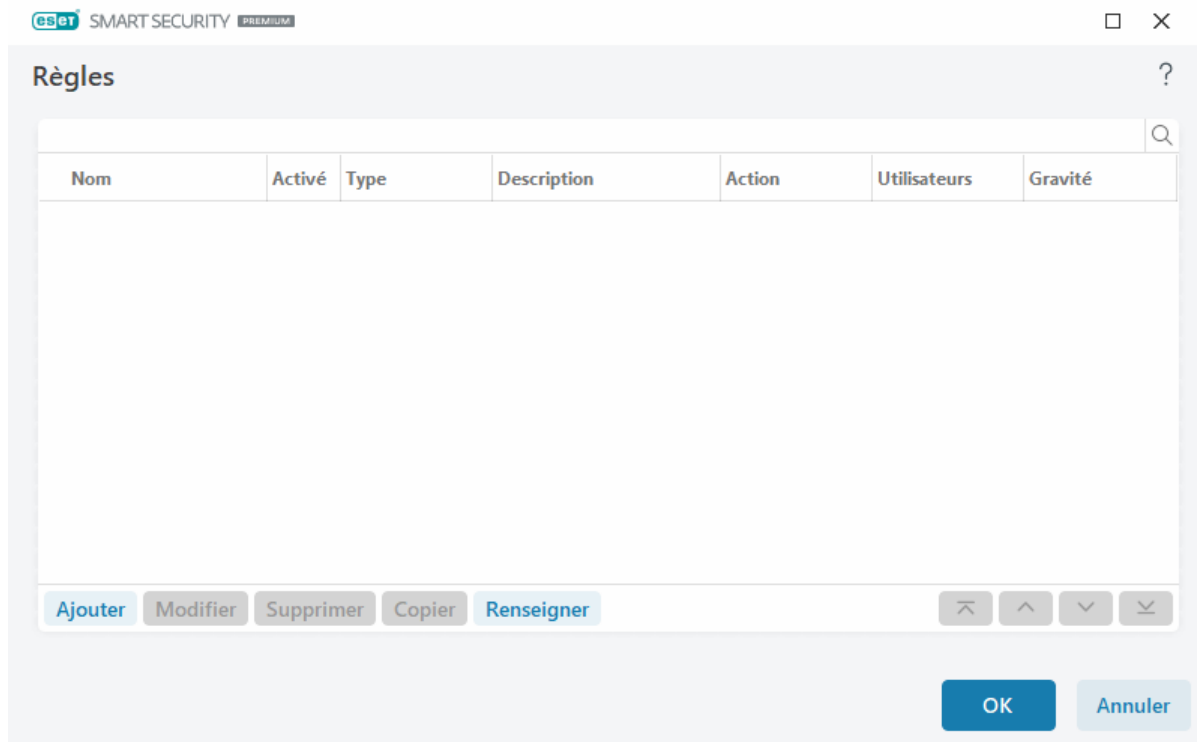 eset SMART SECURITY PREMIUM
Règles
?
Nom Activé Type Description Action Utilisateurs Gravité
Ajouter Modifier Supprimer Copier Renseigner
OK Annuler